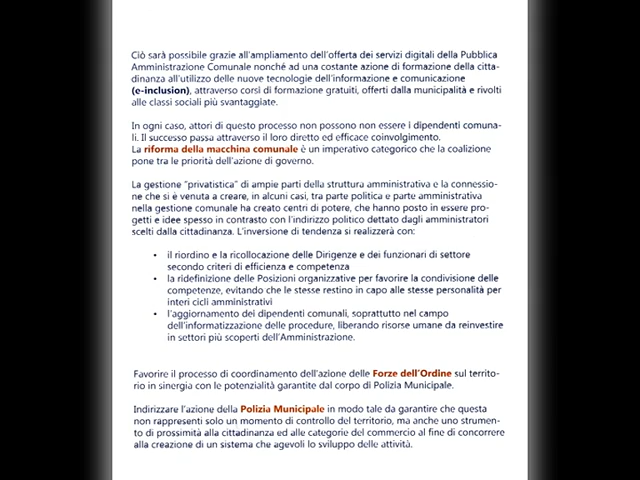 Ciò sarà possibile grazie all'ampliamento dell'offerta dei servizi digitali della Pubblica
Amministrazione Comunale nonché ad una costante azione di formazione della citta-
dinanza all'utilizzo delle nuove tecnologie dell'informazione e comunicazione
(e-inclusion), attraverso corsi di formazione gratuiti, offerti dalla municipalità e rivolti
alle classi sociali più svantaggiate.
In ogni caso, attori di questo processo non possono non essere i dipendenti comuna-
li. Il successo passa attraverso il loro diretto ed efficace coinvolgimento.
La riforma della macchina comunale è un imperativo categorico che la coalizione
pone tra le priorità dell'azione di governo.
La gestione "privatistica" di ampie parti della struttura amministrativa e la connessio-
ne che si è venuta a creare, in alcuni casi, tra parte politica e parte amministrativa
nella gestione comunale ha creato centri di potere, che hanno posto in essere pro-
getti e idee spesso in contrasto con l'indirizzo politico dettato dagli amministratori
scelti dalla cittadinanza. L'inversione di tendenza si realizzerà con:
• il riordino e la ricollocazione delle Dirigenze e dei funzionari di settore
secondo criteri di efficienza e competenza
• la ridefinizione delle Posizioni organizzative per favorire la condivisione delle
competenze, evitando che le stesse restino in capo alle stesse personalità per
interi cicli amministrativi
• l'aggiornamento dei dipendenti comunali, soprattutto nel campo
dell'informatizzazione delle procedure, liberando risorse umane da reinvestire
in settori più scoperti dell'Amministrazione.
Favorire il processo di coordinamento dell'azione delle Forze dell'Ordine sul territo-
rio in sinergia con le potenzialità garantite dal corpo di Polizia Municipale.
Indirizzare l'azione della Polizia Municipale in modo tale da garantire che questa
non rappresenti solo un momento di controllo del territorio, ma anche uno strumen-
to di prossimità alla cittadinanza ed alle categorie del commercio al fine di concorrere
alla creazione di un sistema che agevoli lo sviluppo delle attività.